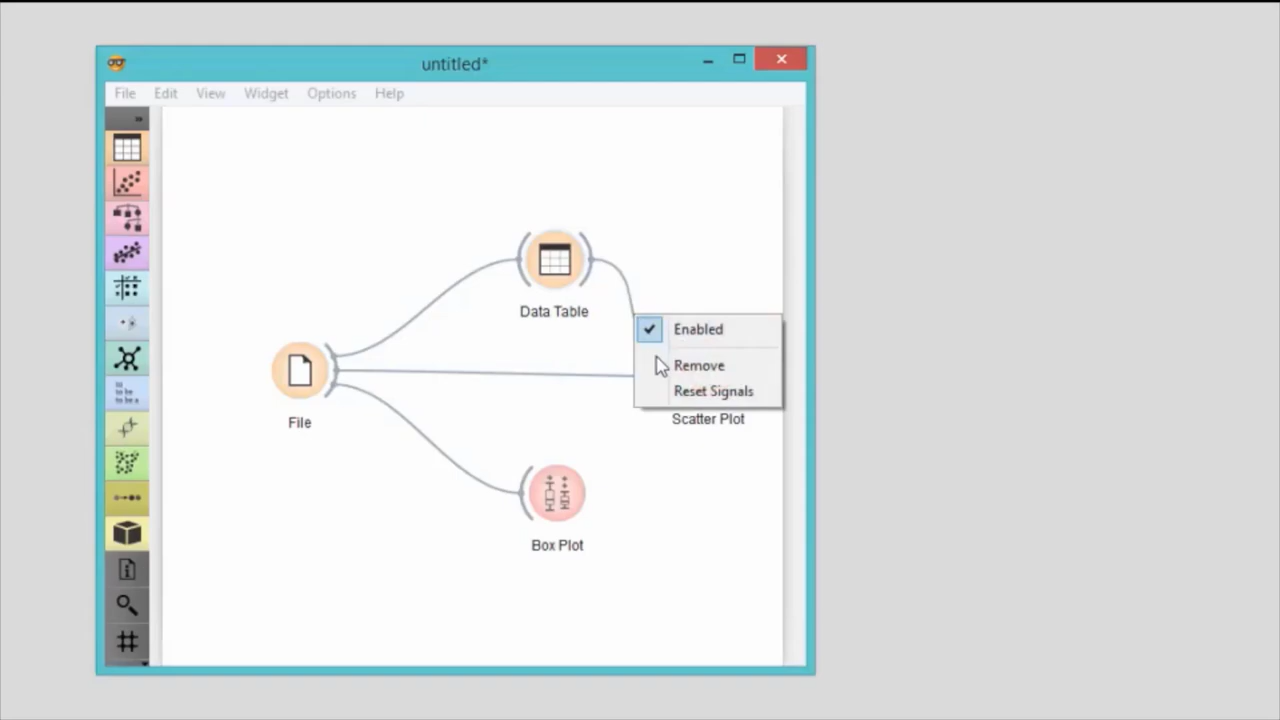 untitled*
File Edit View Widget Options Help
Data Table
Enabled
Remove
Reset Signals
Scatter Plot
File
Box Plot